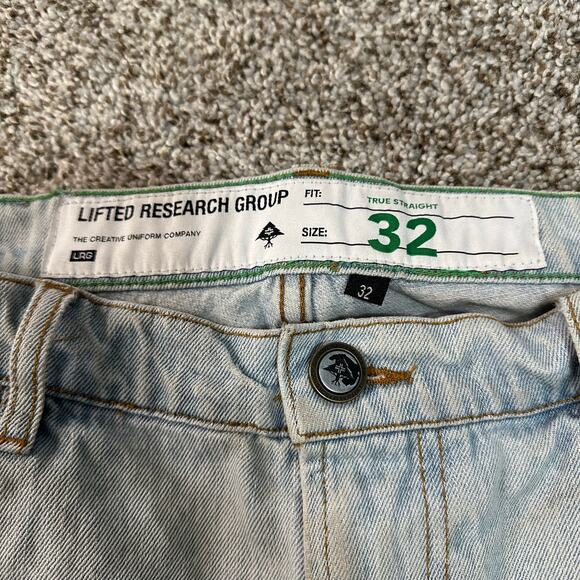 LIFTED RESEARCH GROUP
THE CREATIVE UNIFORM COMPANY
LRG
FIT: TRUE STRAIGHT
SIZE: 32
32